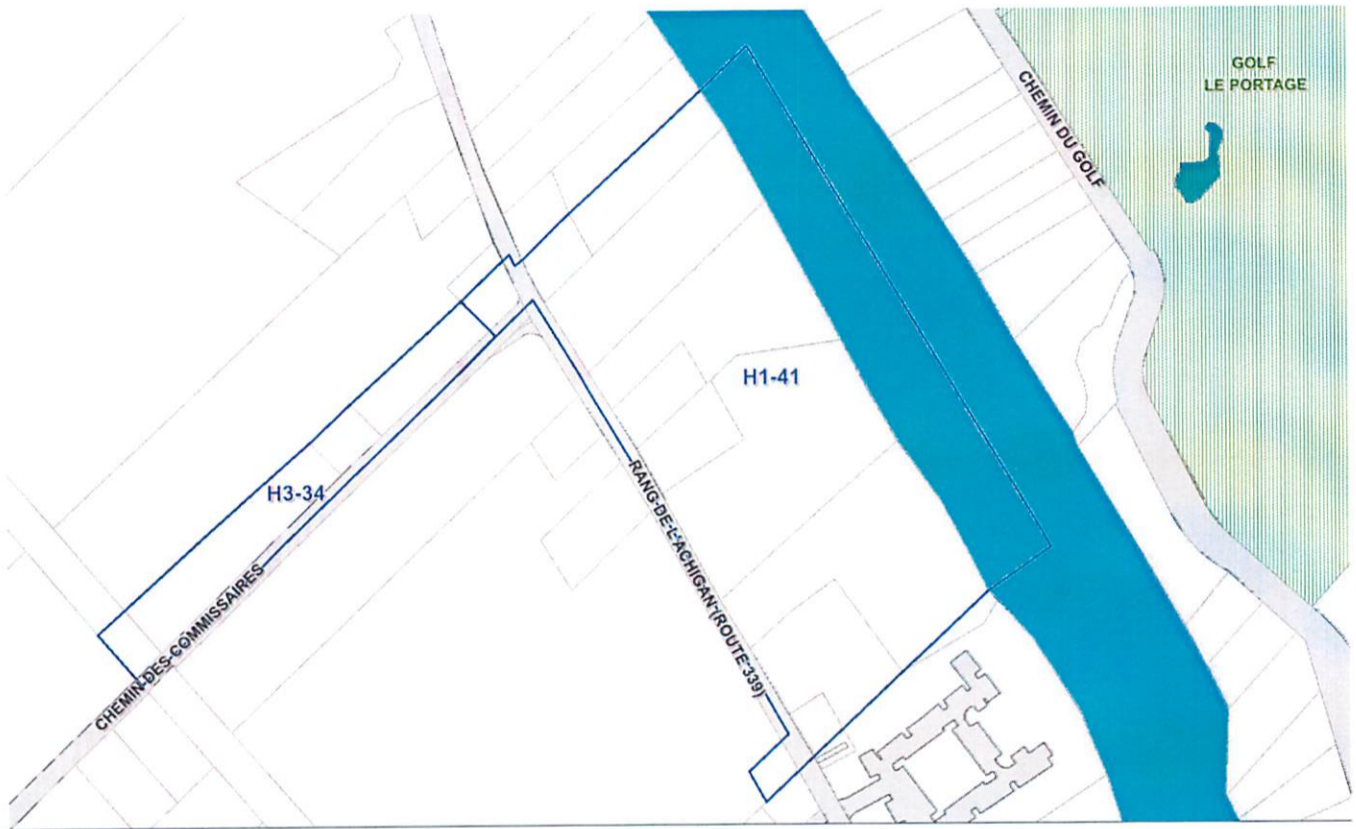 GOLF
LE PORTAGE
CHEMIN DU GOLF
H1-41
H3-34
RANG DE L'ACHIGAN (ROUTE 339)
CHEMIN DES COMMISSAIRES